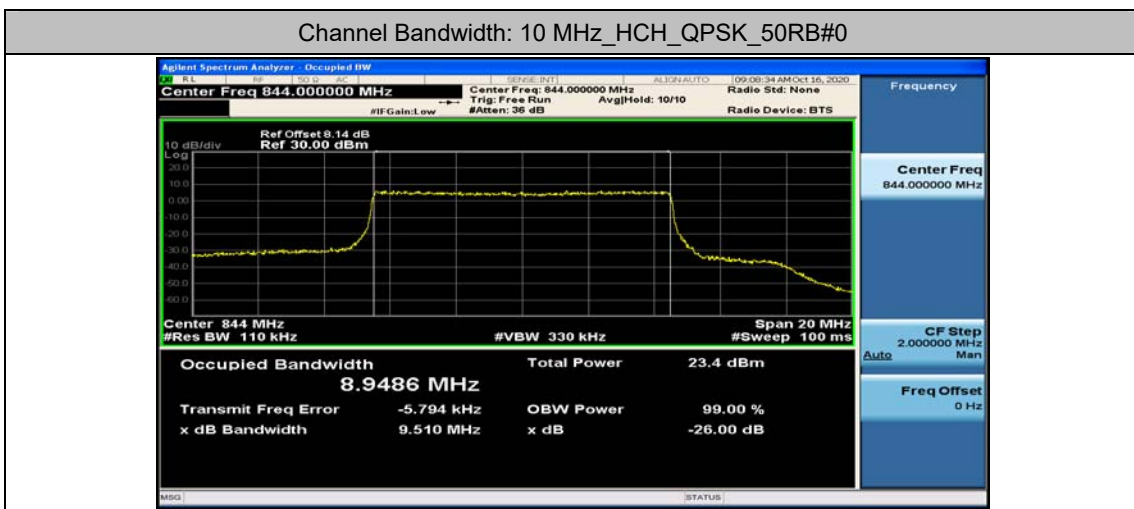 Channel Bandwidth: 10 MHz_HCH_QPSK_50RB#0
Agilent Spectrum Analyzer - Occupied BW
RL RF 50 Ω AC SENSE:INT ALIGN AUTO 09:08:34 AM Oct 16, 2020
Center Freq 844.000000 MHz
Center Freq: 844.000000 MHz
Radio Std: None
Trig: Free Run Avg|Hold: 10/10
#IFGain:Low #Atten: 36 dB Radio Device: BTS
Frequency
Ref Offset 8.14 dB
10 dB/div Ref 30.00 dBm
Log
20.0
10.0
0.00
-10.0
-20.0
-30.0
-40.0
-50.0
-60.0
Center Freq
844.000000 MHz
Center 844 MHz Span 20 MHz
#Res BW 110 kHz #VBW 330 kHz #Sweep 100 ms
CF Step
2.000000 MHz
Auto Man
Occupied Bandwidth Total Power 23.4 dBm
8.9486 MHz
Freq Offset
0 Hz
Transmit Freq Error -5.794 kHz OBW Power 99.00 %
x dB Bandwidth 9.510 MHz x dB -26.00 dB
MSG STATUS